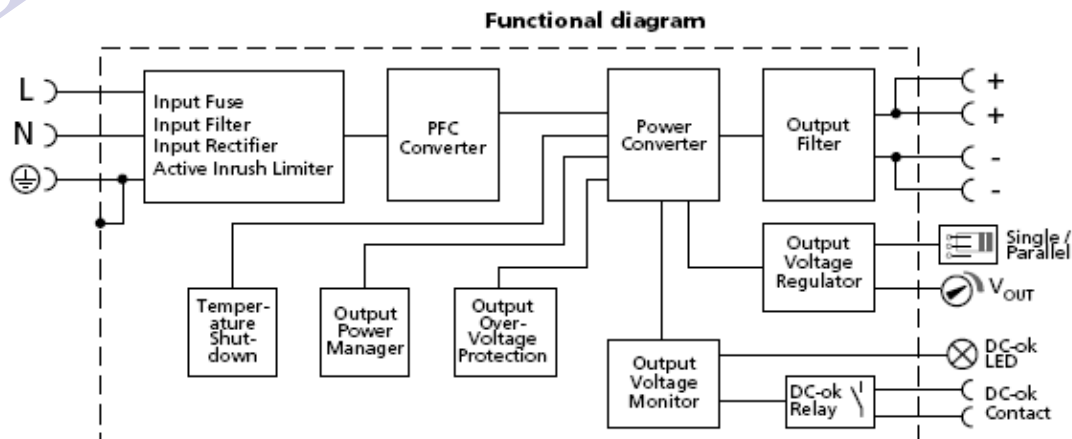 Functional diagram
L
N
Input Fuse
Input Filter
Input Rectifier
Active Inrush Limiter
PFC
Converter
Power
Converter
Output
Filter
+
+
-
-
Output
Voltage
Regulator
Single /
Parallel
VOUT
Temper-
ature
Shut-
down
Output
Power
Manager
Output
Over-
Voltage
Protection
Output
Voltage
Monitor
DC-ok
Relay
DC-ok
LED
DC-ok
Contact